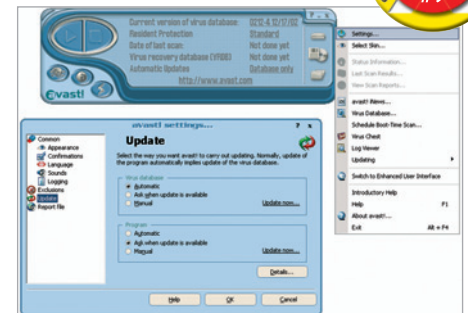 Current version of virus database: 0212-4 12/17/02
Resident Protection Standard
Date of last scan: Not done yet
Virus recovery database (VRDB) Not done yet
Automatic Updates Database only
http://www.avast.com
avast!
Settings...
Select Skin...
Status Information...
Last Scan Results...
View Scan Reports...
avast! iNews...
Virus Database...
Schedule Boot-Time Scan...
Virus Chest
Log Viewer
Updating
Switch to Enhanced User Interface
Introductory Help
Help F1
About avast!...
Exit Alt + F4
avast! settings...
Common
Appearance
Confirmations
Language
Sounds
Logging
Exclusions
Update
Report file
Update
Select the way you want avast! to carry out updating. Normally, update of
the program automatically implies update of the virus database.
Virus database
Automatic
Ask when update is available
Manual Update now...
Program
Automatic
Ask when update is available
Manual Update now...
Details...
Help OK Cancel